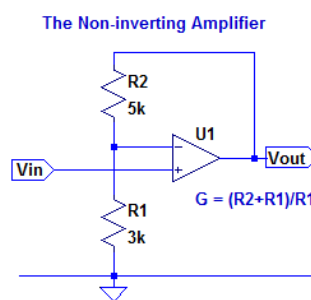 The Non-inverting Amplifier
R2
5k
U1
Vin
Vout
G = (R2+R1)/R1
R1
3k